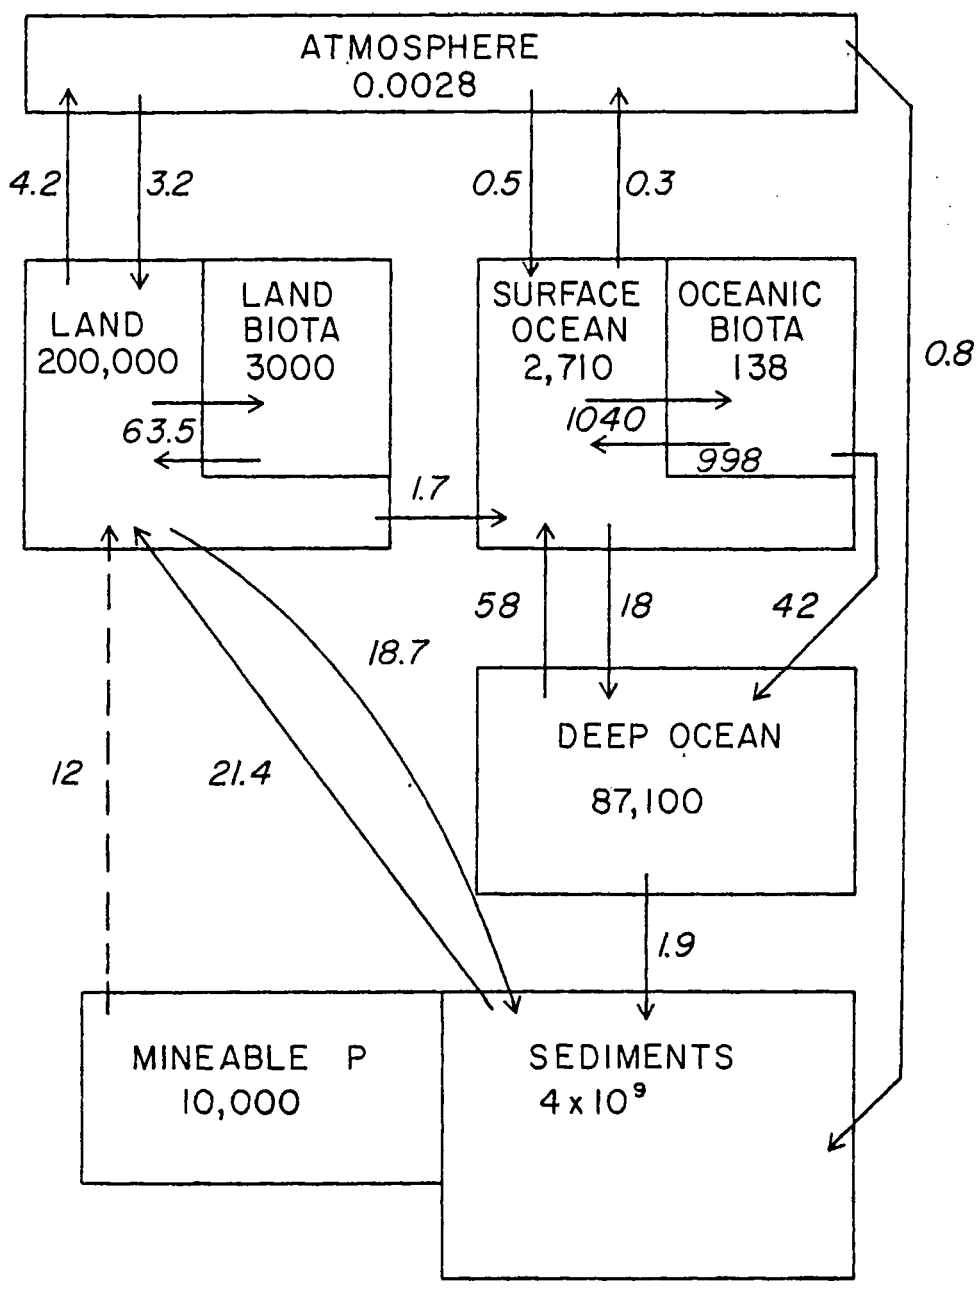 ATMOSPHERE
0.0028
4.2
3.2
0.5
0.3
LAND
200,000
LAND
BIOTA
3000
63.5
SURFACE
OCEAN
2,710
OCEANIC
BIOTA
138
1040
998
0.8
1.7
58
18
42
18.7
12
21.4
DEEP OCEAN
87,100
1.9
MINEABLE P
10,000
SEDIMENTS
4 x 10⁹